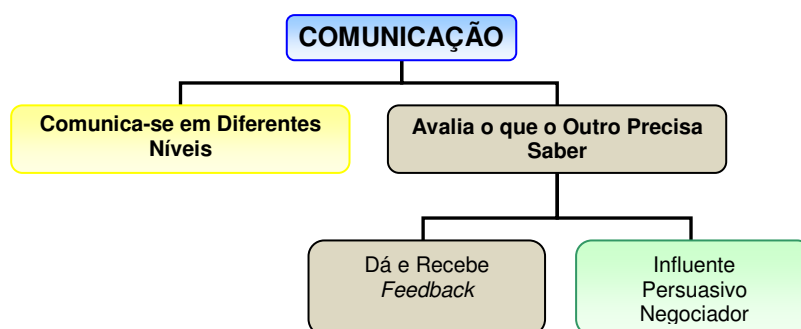 COMUNICAÇÃO
Comunica-se em Diferentes
Níveis
Avalia o que o Outro Precisa
Saber
Dá e Recebe
Feedback
Influente
Persuasivo
Negociador